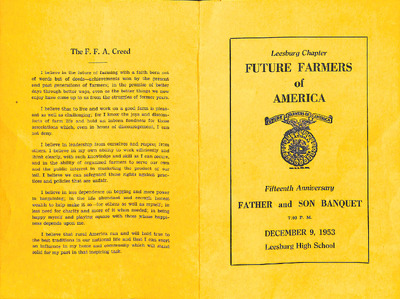 The F. F. A. Creed
I believe in the future of farming with a faith born not
of words but of deeds—achievements won by the present
and past generations of farmers; in the promise of better
days through better ways, even as the better things we now
enjoy have come up to us from the struggles of former years.
I believe that to live and work on a good farm is pleas-
ant as well as challenging; for I know the joys and discom-
forts of farm life and hold an inborn fondness for those
associations which, even in hours of discouragement, I can
not deny.
I believe in leadership from ourselves and respect from
others. I believe in my own ability to work efficiently and
think clearly, with such knowledge and skill as I can secure,
and in the ability of organized farmers to serve our own
and the public interest in marketing the product of our
toil. I believe we can safeguard those rights against prac-
tices and policies that are unfair.
I believe in less dependence on begging and more power
in bargaining; in the life abundant and enough honest
wealth to help make it so—for others as well as myself; in
less need for charity and more of it when needed; in being
happy myself and playing square with those whose happi-
ness depends upon me.
I believe that rural America can and will hold true to
the best traditions in our national life and that I can exert
an influence in my home and community which will stand
solid for my part in that inspiring task.
Leesburg Chapter
FUTURE FARMERS
of
AMERICA
Fifteenth Anniversary
FATHER and SON BANQUET
P. M.
DECEMBER 9, 1953
Leesburg High School